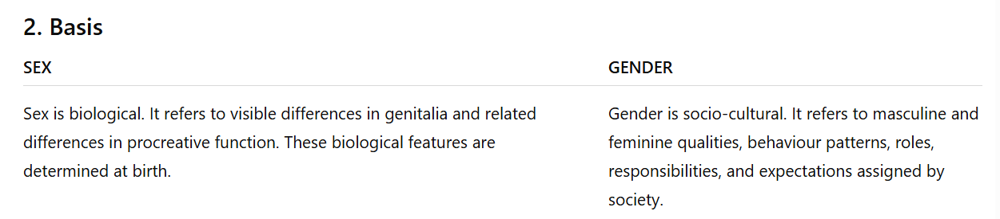 2. Basis
SEX
GENDER
Sex is biological. It refers to visible differences in genitalia and related
differences in procreative function. These biological features are
determined at birth.
Gender is socio-cultural. It refers to masculine and
feminine qualities, behaviour patterns, roles,
responsibilities, and expectations assigned by
society.